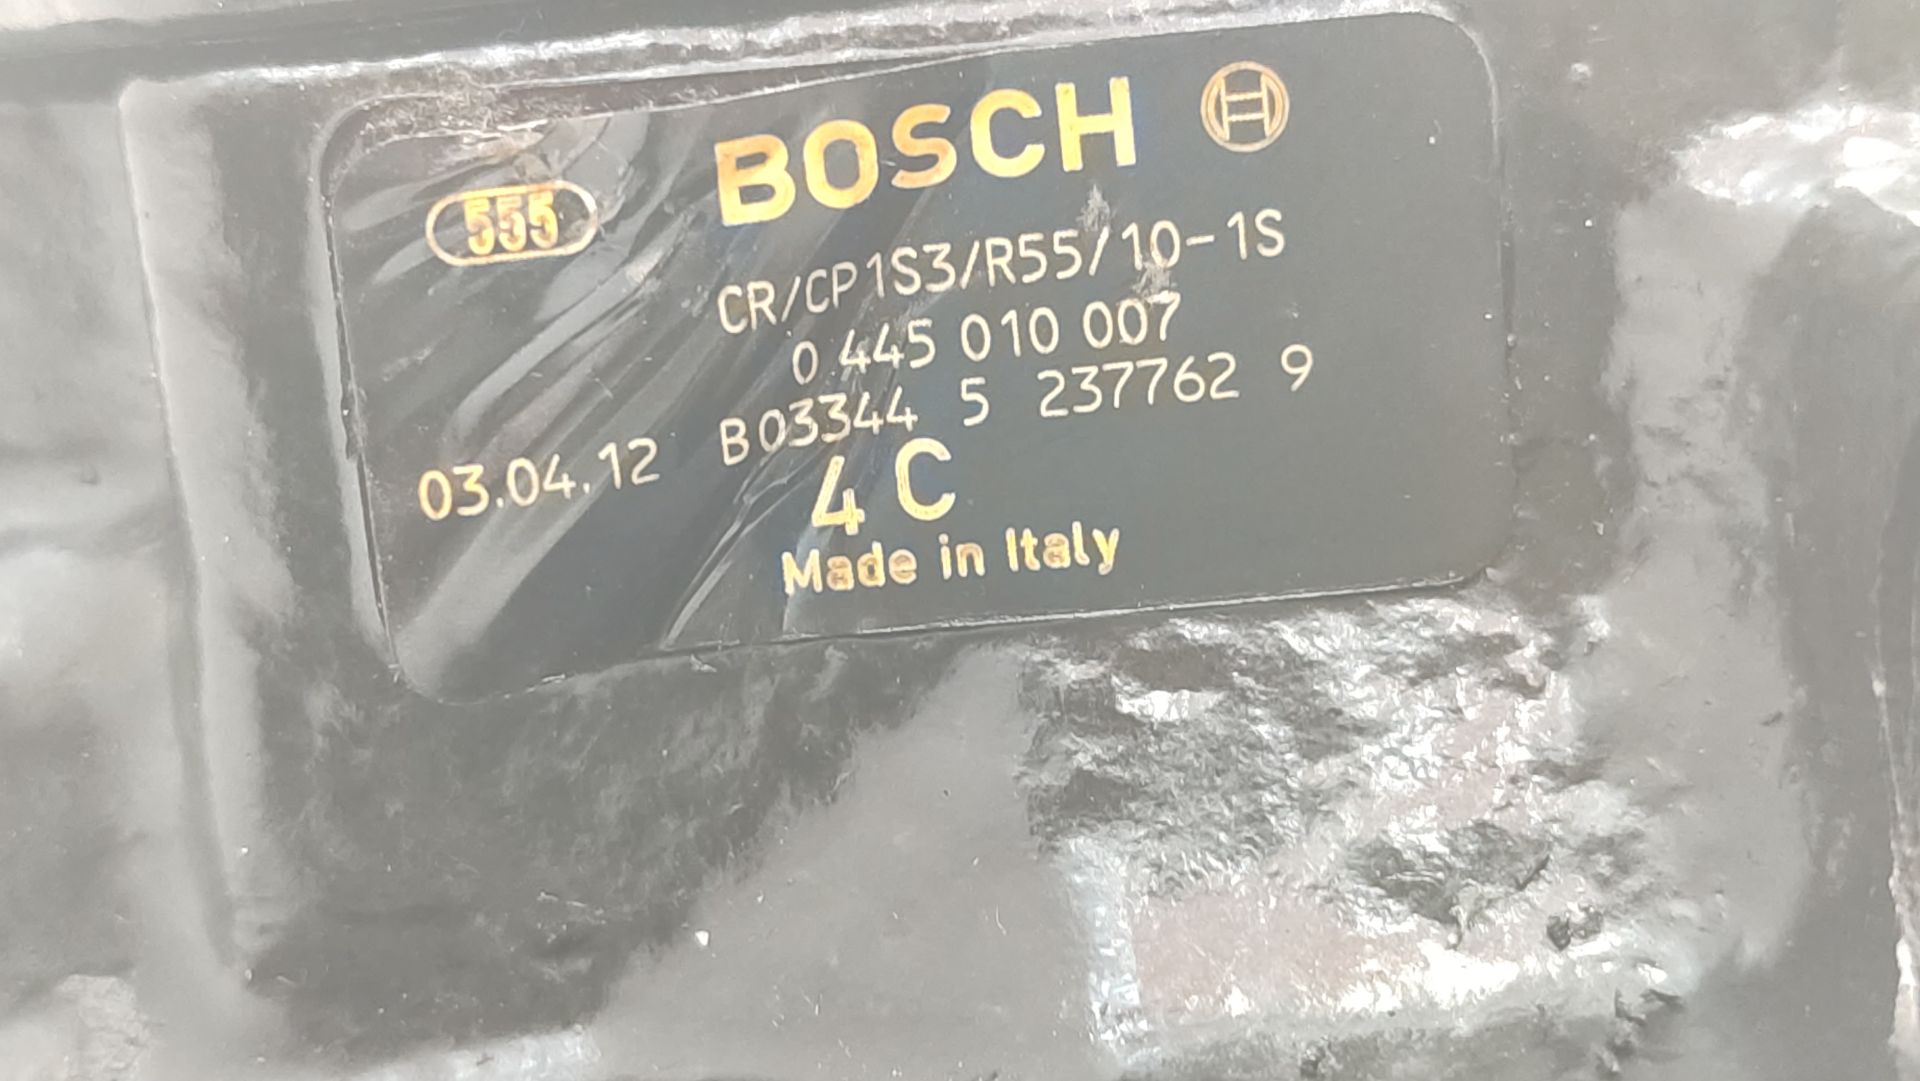 BOSCH
555
CR/CP1S3/R55/10-1S
0 445 010 007
03.04.12 B03344 5 237762 9
4 C
Made in Italy